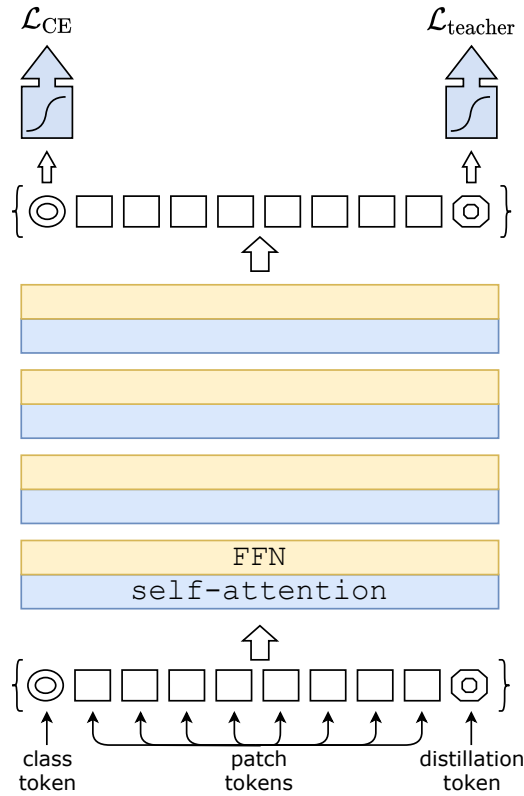 ℒCE ℒteacher
FFN
self-attention
class patch distillation
token tokens token